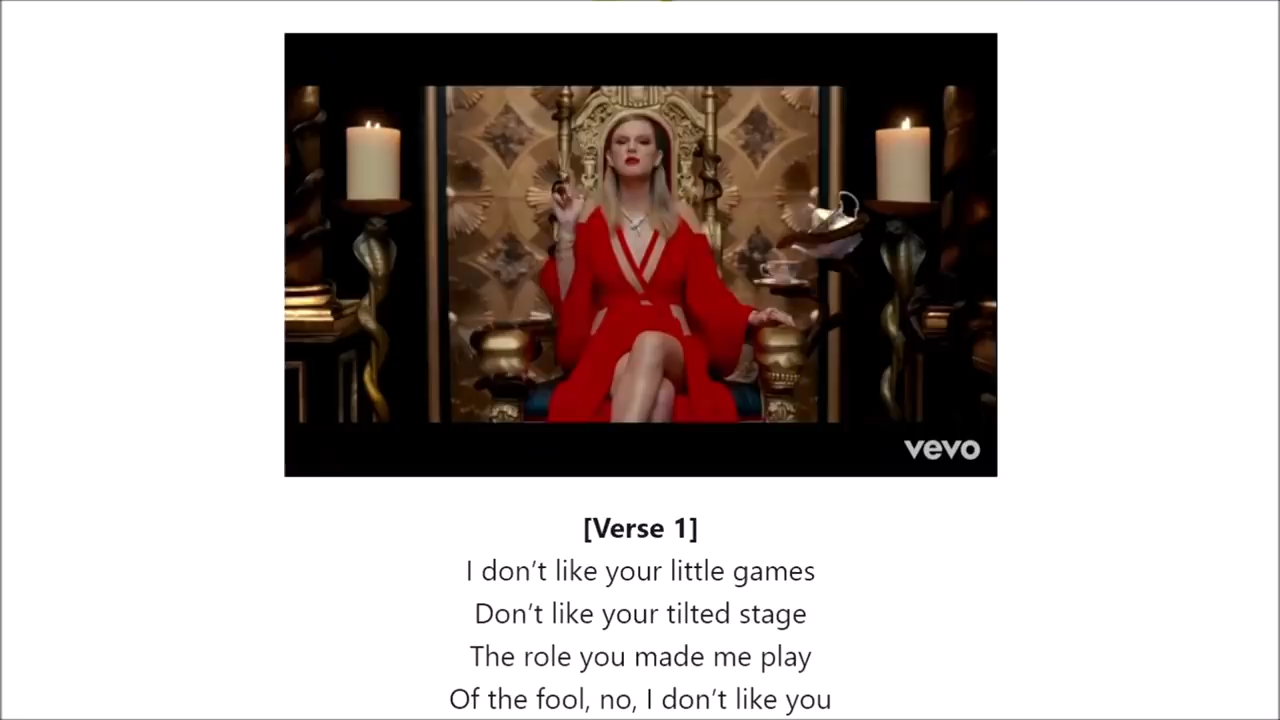 vevo
[Verse 1]
I don’t like your little games
Don’t like your tilted stage
The role you made me play
Of the fool, no, I don’t like you